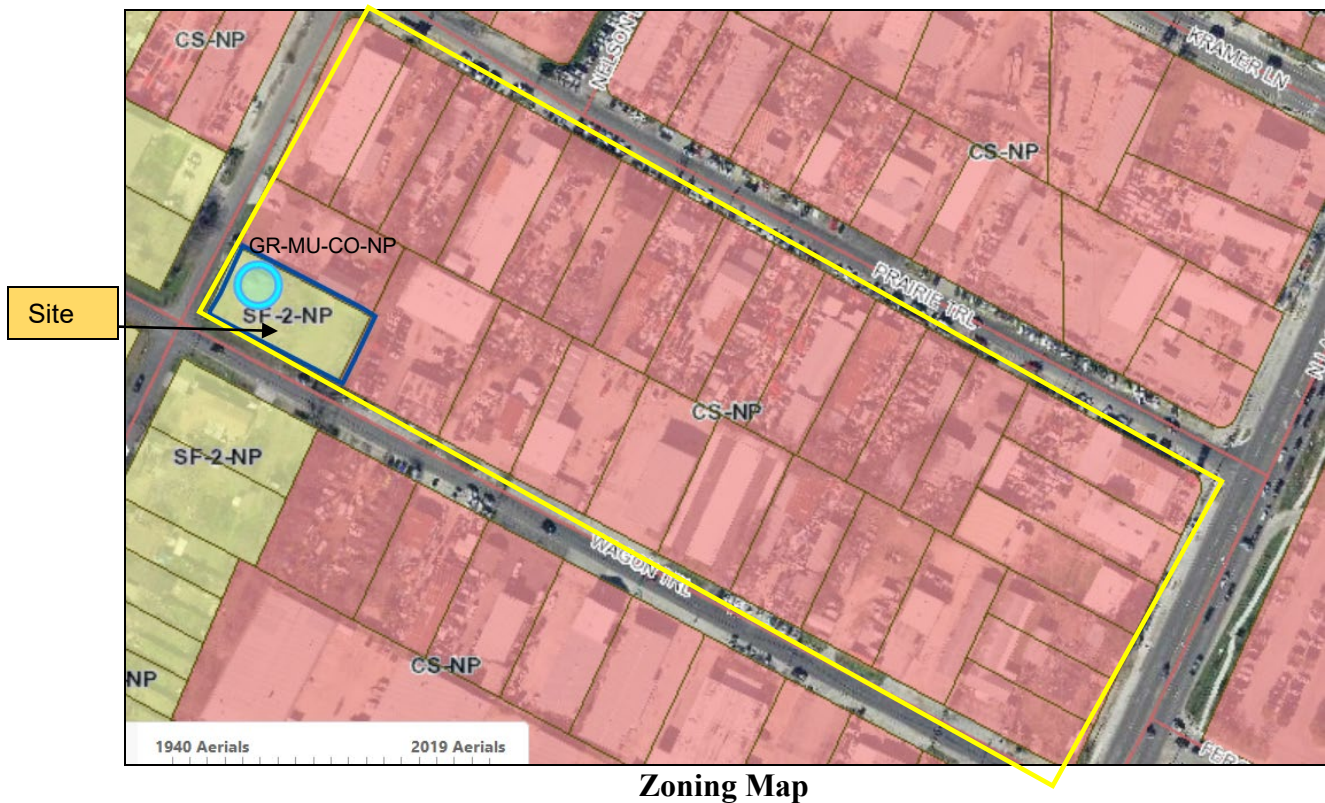 CS-NP
NELSON
KRAMER LN
CS-NP
GR-MU-CO-NP
Site
SF-2-NP
PRAIRIE TRL
CS-NP
SF-2-NP
WAGON TRL
CS-NP
-NP
1940 Aerials
2019 Aerials
Zoning Map